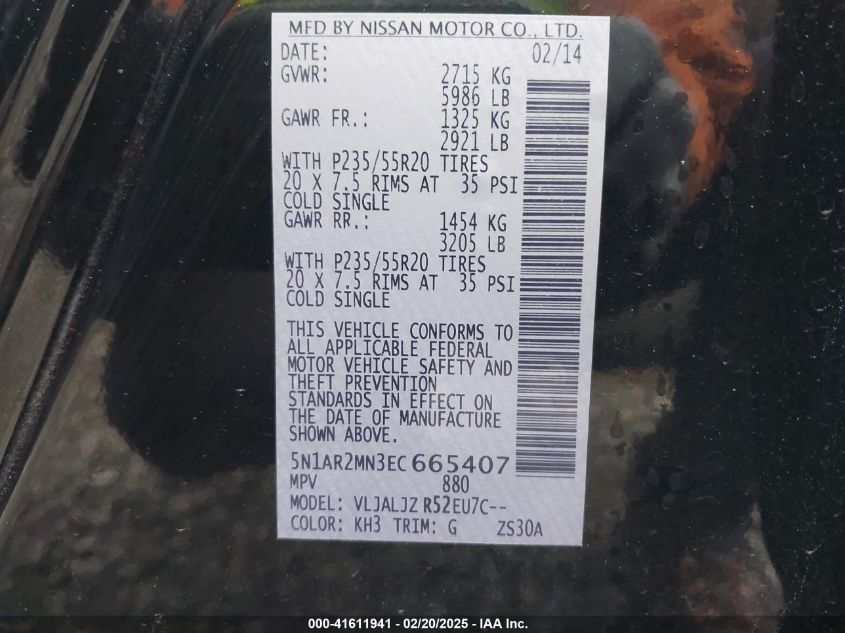 MFD BY NISSAN MOTOR CO., LTD.
DATE: 02/14
GVWR: 2715 KG
5986 LB
GAWR FR.: 1325 KG
2921 LB
WITH P235/55R20 TIRES
20 X 7.5 RIMS AT 35 PSI
COLD SINGLE
GAWR RR.: 1454 KG
3205 LB
WITH P235/55R20 TIRES
20 X 7.5 RIMS AT 35 PSI
COLD SINGLE
THIS VEHICLE CONFORMS TO
ALL APPLICABLE FEDERAL
MOTOR VEHICLE SAFETY AND
THEFT PREVENTION
STANDARDS IN EFFECT ON
THE DATE OF MANUFACTURE
SHOWN ABOVE.
5N1AR2MN3EC 665407
MPV 880
MODEL: VLJALJZ R52EU7C--
COLOR: KH3 TRIM: G ZS30A
000-41611941 - 02/20/2025 - IAA Inc.